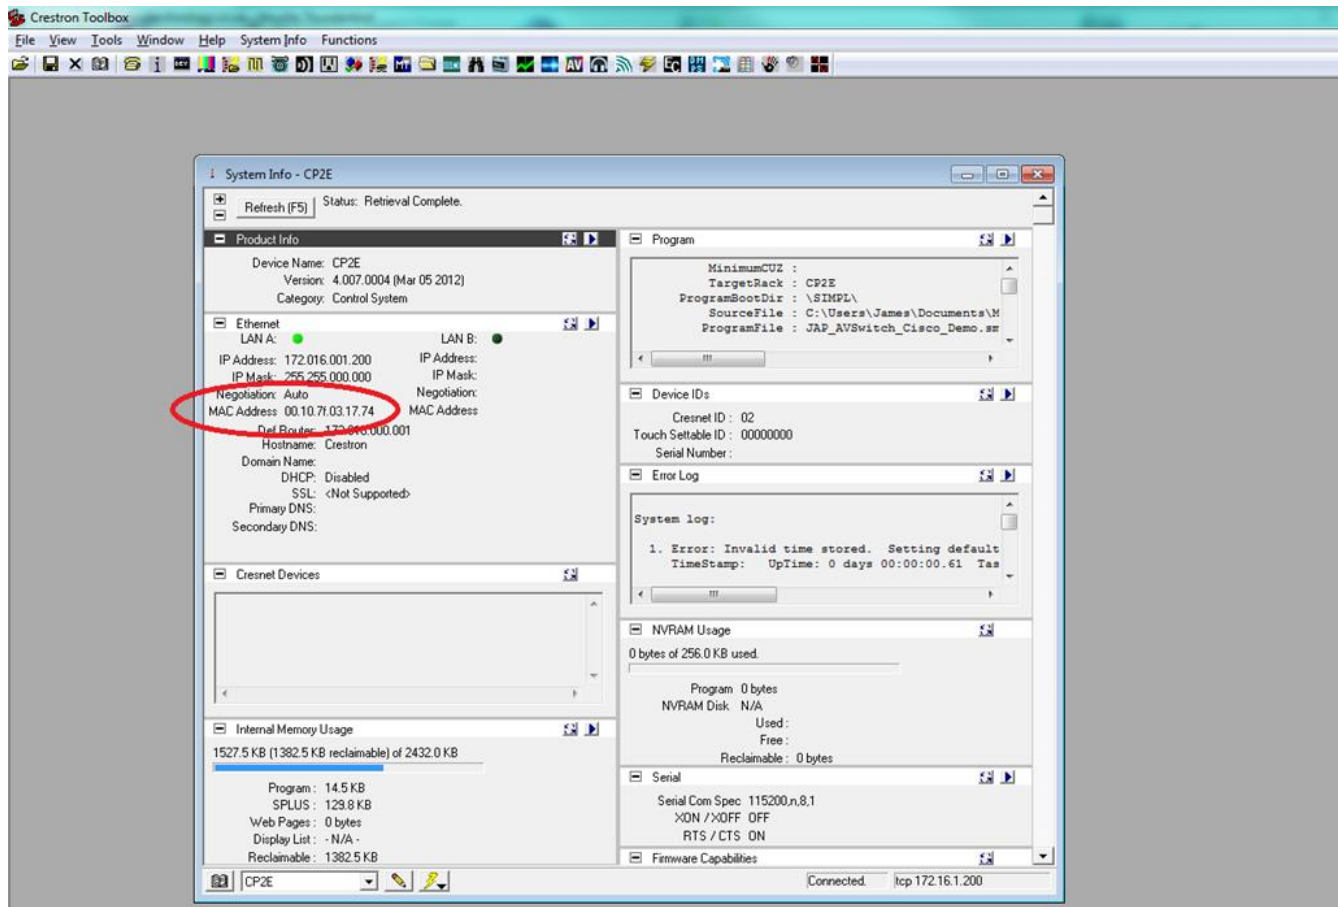 Crestron Toolbox
File View Tools Window Help System Info Functions
System Info - CP2E
Refresh (F5) Status: Retrieval Complete.
Product Info
Device Name: CP2E
Version: 4.007.0004 (Mar 05 2012)
Category: Control System
Ethernet
LAN A: LAN B:
IP Address: 172.016.001.200 IP Address:
IP Mask: 255.255.000.000 IP Mask:
Negotiation: Auto Negotiation:
MAC Address 00.10.7f.03.17.74 MAC Address
Def Router: 172.016.000.001
Hostname: Crestron
Domain Name:
DHCP: Disabled
SSL: <Not Supported>
Primary DNS:
Secondary DNS:
Cresnet Devices
Internal Memory Usage
1527.5 KB (1382.5 KB reclaimable) of 2432.0 KB
Program : 14.5 KB
SPLUS : 129.8 KB
Web Pages : 0 bytes
Display List : - N/A -
Reclaimable : 1382.5 KB
Program
MinimumCUZ :
TargetRack : CP2E
ProgramBootDir : \SIMPL\
SourceFile : C:\Users\James\Documents\M
ProgramFile : JAP_AVSwitch_Cisco_Demo.sm
Device IDs
Cresnet ID : 02
Touch Settable ID : 00000000
Serial Number :
Error Log
System log:
1. Error: Invalid time stored. Setting default
TimeStamp: UpTime: 0 days 00:00:00.61 Tas
NVRAM Usage
0 bytes of 256.0 KB used.
Program 0 bytes
NVRAM Disk N/A
Used :
Free :
Reclaimable : 0 bytes
Serial
Serial Com Spec 115200,n,8,1
XON / XOFF OFF
RTS / CTS ON
Firmware Capabilities
CP2E
Connected. tcp 172.16.1.200